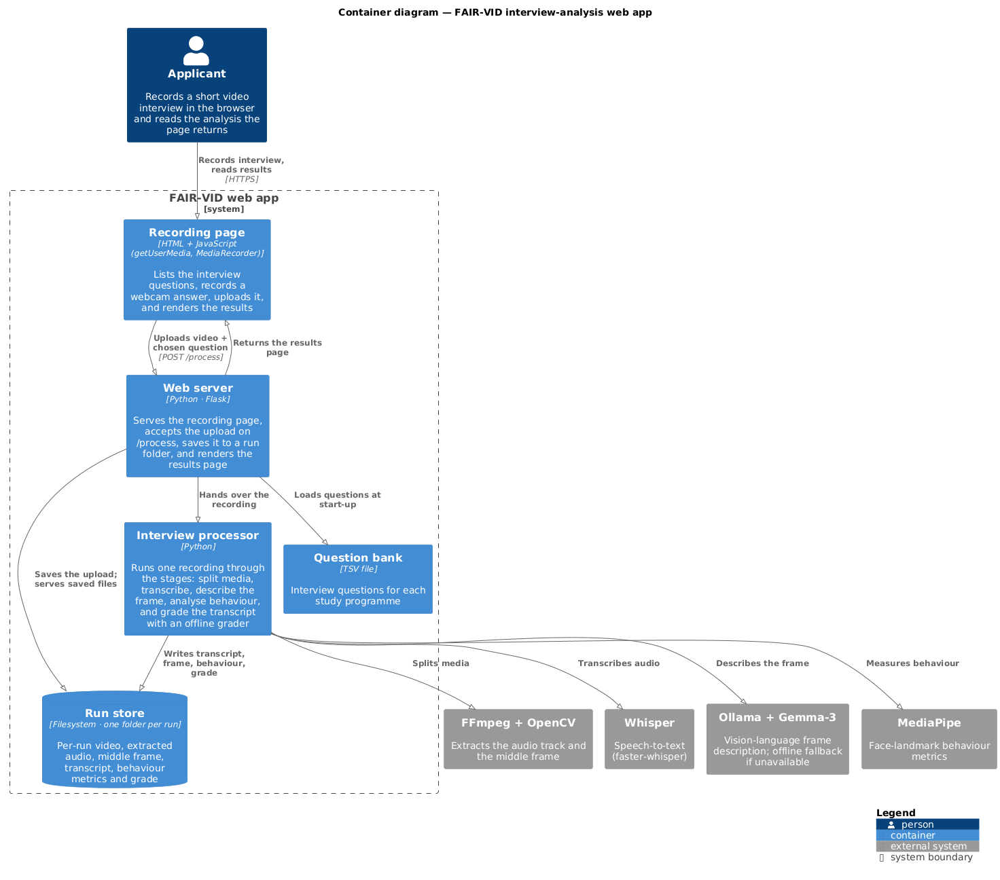 Container diagram — FAIR-VID interview-analysis web app
Applicant
Records a short video
interview in the browser
and reads the analysis the
page returns
Records interview,
reads results
[HTTPS]
FAIR-VID web app
[system]
Recording page
[HTML + JavaScript
(getUserMedia, MediaRecorder)]
Lists the interview
questions, records a
webcam answer, uploads it,
and renders the results
Uploads video +
chosen question
[POST /process]
Returns the results
page
Web server
[Python · Flask]
Serves the recording page,
accepts the upload on
/process, saves it to a run
folder, and renders the
results page
Hands over the
recording
Loads questions at
start-up
Interview processor
[Python]
Runs one recording through
the stages: split media,
transcribe, describe the
frame, analyse behaviour,
and grade the transcript
with an offline grader
Question bank
[TSV file]
Interview questions for each
study programme
Saves the upload;
serves saved files
Writes transcript,
frame, behaviour,
grade
Splits media
Transcribes audio
Describes the frame
Measures behaviour
Run store
[Filesystem · one folder per run]
Per-run video, extracted
audio, middle frame,
transcript, behaviour
metrics and grade
FFmpeg + OpenCV
Extracts the audio track and
the middle frame
Whisper
Speech-to-text
(faster-whisper)
Ollama + Gemma-3
Vision-language frame
description; offline fallback
if unavailable
MediaPipe
Face-landmark behaviour
metrics
Legend
person
container
external system
system boundary